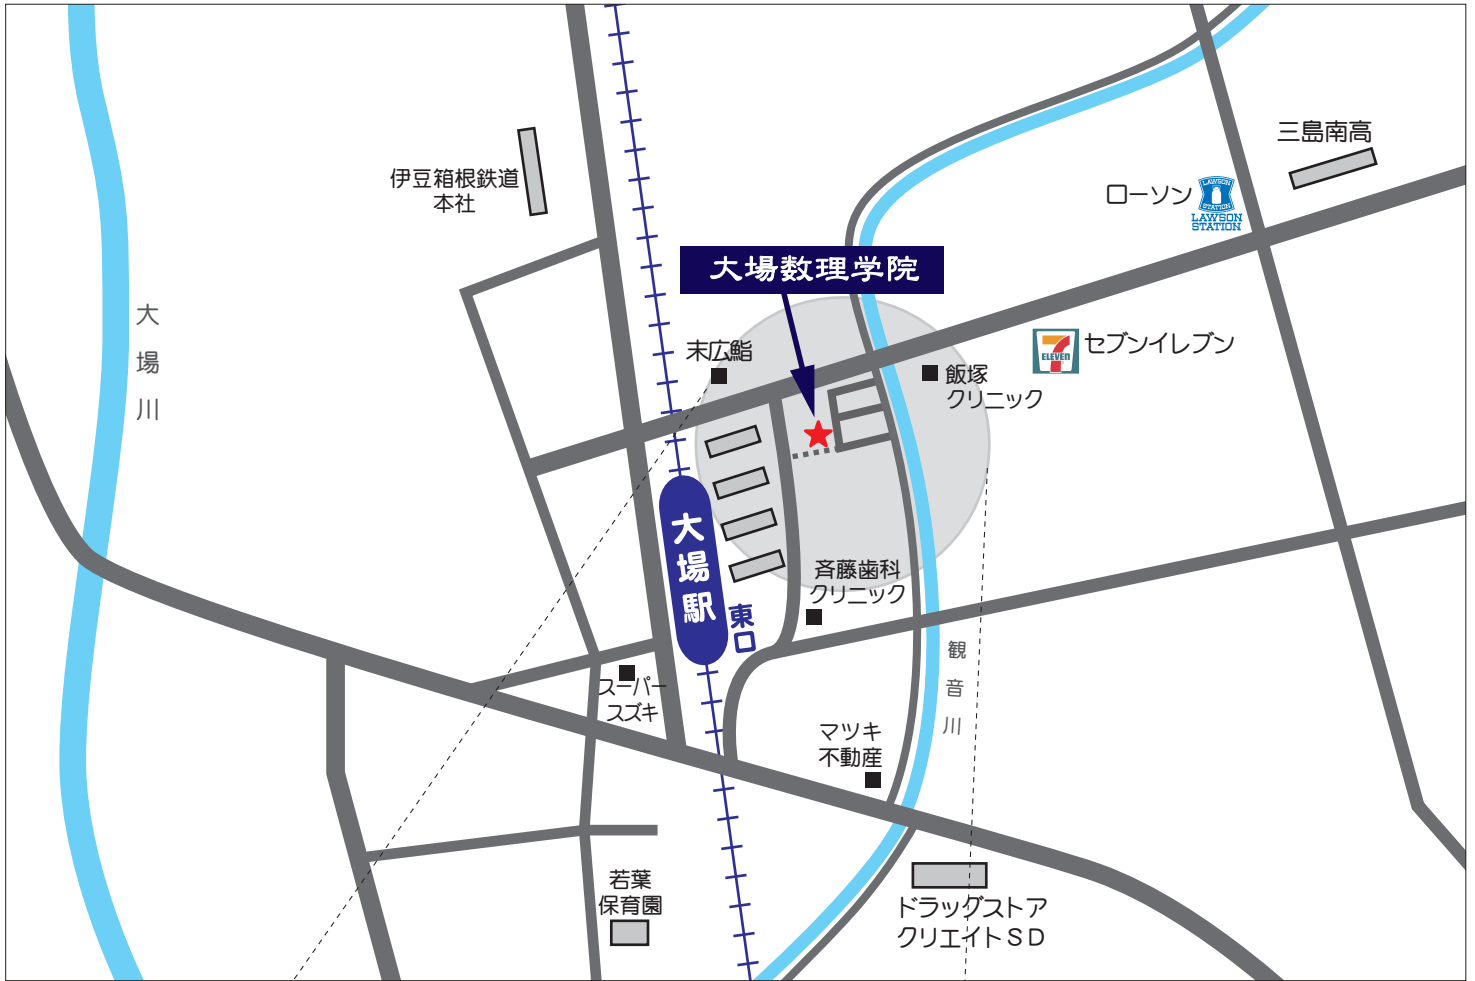 三島南高
伊豆箱根鉄道
本社
ローソン
LAWSON
STATION
LAWSON
STATION
大場数理学院
大場川
末広鮨
7
ELEVEN
セブンイレブン
飯塚
クリニック
大場駅
東口
斉藤歯科
クリニック
観音川
スーパー
スズキ
マツキ
不動産
若葉
保育園
ドラッグストア
クリエイトSD